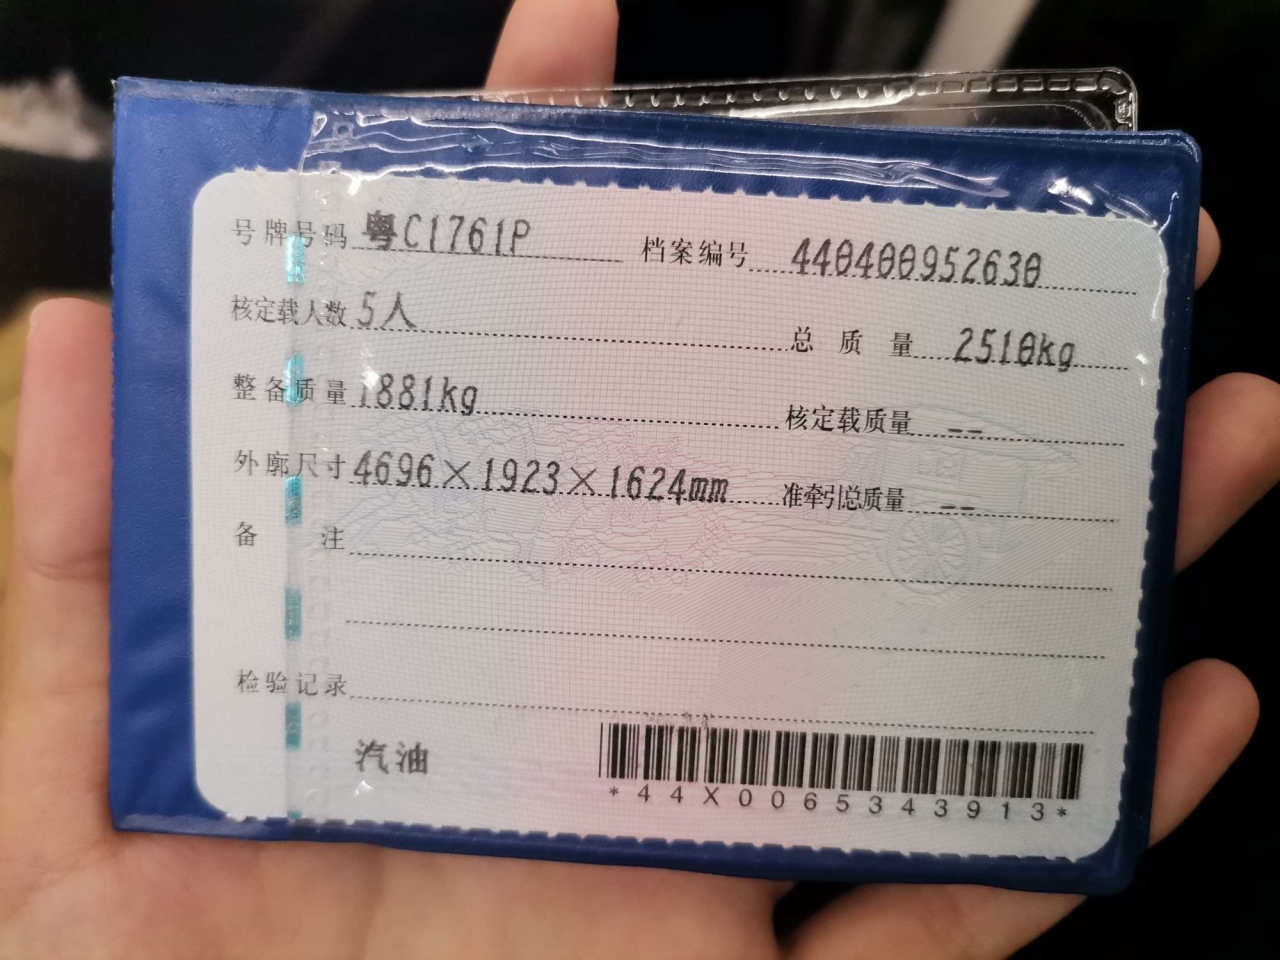 号牌号码 粤C1761P 档案编号 440400952630
核定载人数 5人 总质量 2510kg
整备质量 1881kg 核定载质量 --
外廓尺寸 4696×1923×1624mm 准牵引总质量 --
备注
检验记录
汽油
*44X0065343913*